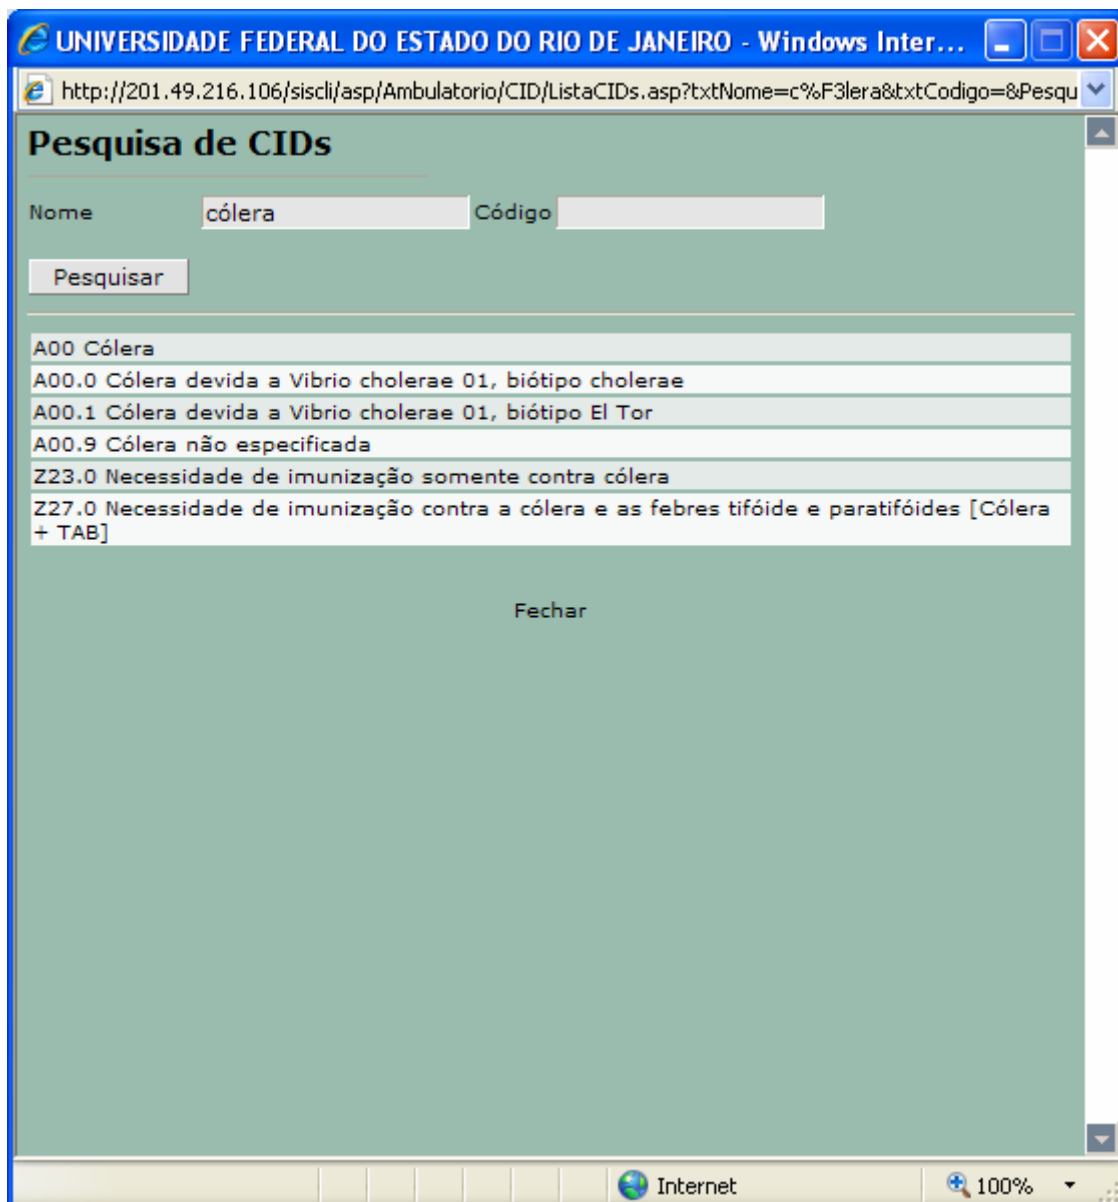 UNIVERSIDADE FEDERAL DO ESTADO DO RIO DE JANEIRO - Windows Inter...
http://201.49.216.106/siscli/asp/Ambulatorio/CID/ListaCIDs.asp?txtNome=c%F3lera&txtCodigo=&Pesqu
Pesquisa de CIDs
Nome cólera Código
Pesquisar
A00 Cólera
A00.0 Cólera devida a Vibrio cholerae 01, biótipo cholerae
A00.1 Cólera devida a Vibrio cholerae 01, biótipo El Tor
A00.9 Cólera não especificada
Z23.0 Necessidade de imunização somente contra cólera
Z27.0 Necessidade de imunização contra a cólera e as febres tifóide e paratifóides [Cólera
+ TAB]
Fechar
Internet 100%